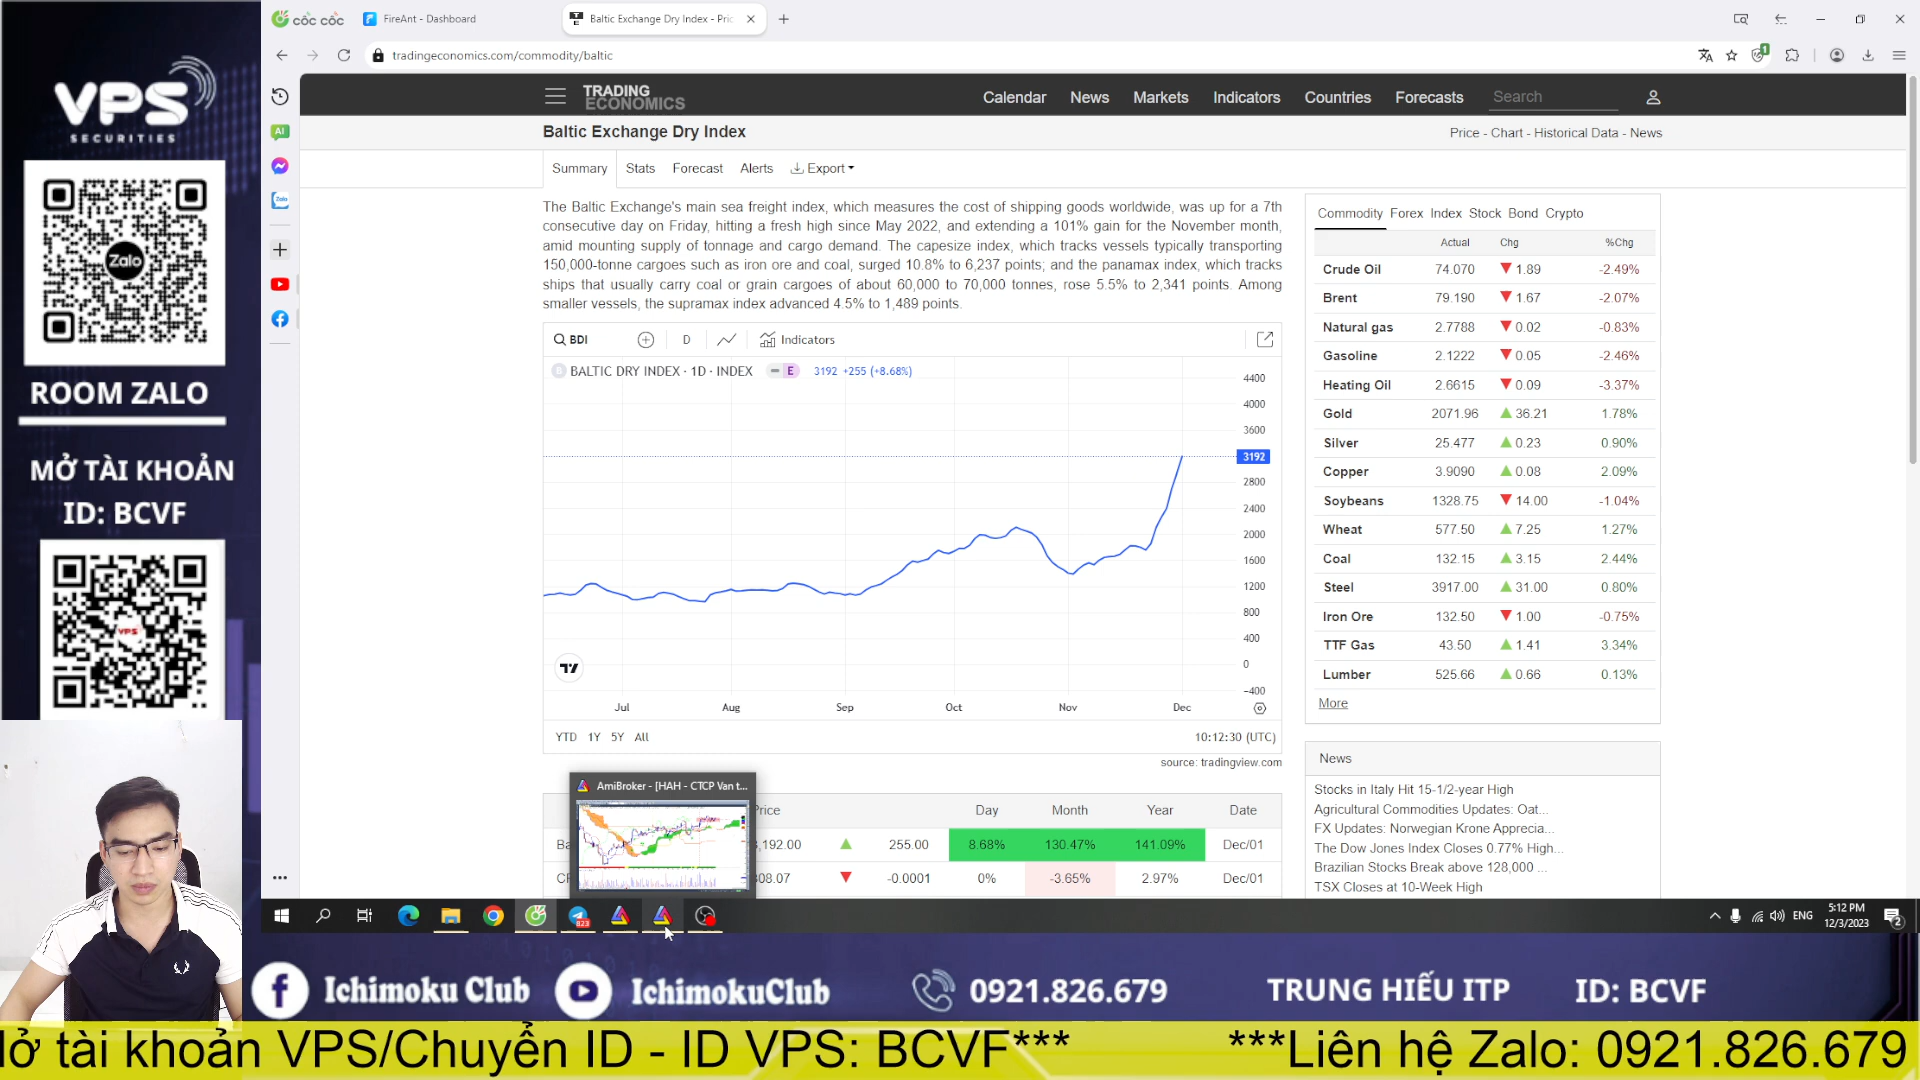 VPS
SECURITIES
Zalo
ROOM ZALO
MỞ TÀI KHOẢN
ID: BCVF
VPS
CỐC CỐC
FireAnt - Dashboard
Baltic Exchange Dry Index - Pric
tradingeconomics.com/commodity/baltic
1
AI
Zalo
TRADING
ECONOMICS
Calendar
News
Markets
Indicators
Countries
Forecasts
Search
Baltic Exchange Dry Index
Price - Chart - Historical Data - News
Summary
Stats
Forecast
Alerts
Export
The Baltic Exchange's main sea freight index, which measures the cost of shipping goods worldwide, was up for a 7th
consecutive day on Friday, hitting a fresh high since May 2022, and extending a 101% gain for the November month,
amid mounting supply of tonnage and cargo demand. The capesize index, which tracks vessels typically transporting
150,000-tonne cargoes such as iron ore and coal, surged 10.8% to 6,237 points; and the panamax index, which tracks
ships that usually carry coal or grain cargoes of about 60,000 to 70,000 tonnes, rose 5.5% to 2,341 points. Among
smaller vessels, the supramax index advanced 4.5% to 1,489 points.
BDI
D
Indicators
B BALTIC DRY INDEX · 1D · INDEX E 3192 +255 (+8.68%)
4400
4000
3600
3192
2800
2400
2000
1600
1200
800
400
0
−400
Jul Aug Sep Oct Nov Dec
YTD 1Y 5Y All
10:12:30 (UTC)
source: tradingview.com
Price Day Month Year Date
Ba 3,192.00 255.00 8.68% 130.47% 141.09% Dec/01
CR 808.07 -0.0001 0% -3.65% 2.97% Dec/01
AmiBroker - [HAH - CTCP Van t...
Commodity Forex Index Stock Bond Crypto
Actual Chg %Chg
Crude Oil 74.070 1.89 -2.49%
Brent 79.190 1.67 -2.07%
Natural gas 2.7788 0.02 -0.83%
Gasoline 2.1222 0.05 -2.46%
Heating Oil 2.6615 0.09 -3.37%
Gold 2071.96 36.21 1.78%
Silver 25.477 0.23 0.90%
Copper 3.9090 0.08 2.09%
Soybeans 1328.75 14.00 -1.04%
Wheat 577.50 7.25 1.27%
Coal 132.15 3.15 2.44%
Steel 3917.00 31.00 0.80%
Iron Ore 132.50 1.00 -0.75%
TTF Gas 43.50 1.41 3.34%
Lumber 525.66 0.66 0.13%
More
News
Stocks in Italy Hit 15-1/2-year High
Agricultural Commodities Updates: Oat...
FX Updates: Norwegian Krone Apprecia...
The Dow Jones Index Closes 0.77% High...
Brazilian Stocks Break above 128,000 ...
TSX Closes at 10-Week High
823
ENG
5:12 PM
12/3/2023
2
Ichimoku Club
IchimokuClub
0921.826.679
TRUNG HIẾU ITP
ID: BCVF
Mở tài khoản VPS/Chuyển ID - ID VPS: BCVF*** ***Liên hệ Zalo: 0921.826.679